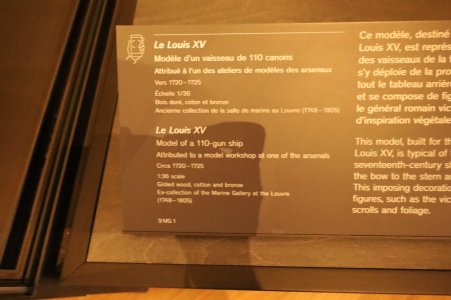 Le Louis XV
Modèle d'un vaisseau de 110 canons
Attribué à l'un des ateliers de modèles des arsenaux
Vers 1720–1725
Échelle 1/36
Bois doré, coton et bronze
Ancienne collection de la salle de marine au Louvre (1748–1805)
Le Louis XV
Model of a 110-gun ship
Attributed to a model workshop at one of the arsenals
Circa 1720–1725
1:36 scale
Gilded wood, cotton and bronze
Ex-collection of the Marine Gallery at the Louvre
(1748–1805)
9 MG 1
Ce modèle, destiné
Louis XV, est représ
des vaisseaux de la f
s'y déploie de la pro
tout le tableau arrièr
et se compose de fig
le général romain vic
d'inspiration végétale
This model, built for th
Louis XV, is typical of
seventeenth-century s
the bow to the stern a
This imposing decoratio
figures, such as the vic
scrolls and foliage.